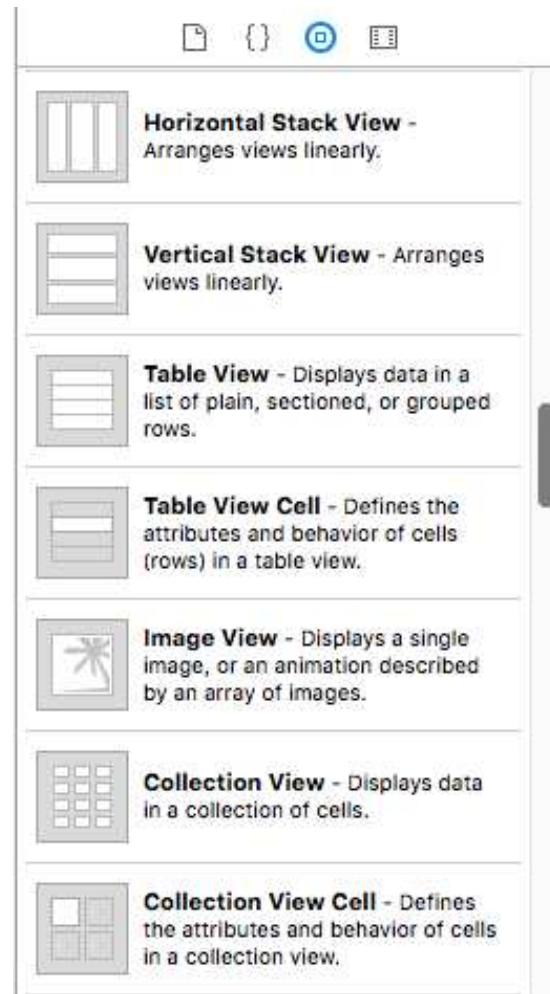 {}
Horizontal Stack View -
Arranges views linearly.
Vertical Stack View - Arranges
views linearly.
Table View - Displays data in a
list of plain, sectioned, or grouped
rows.
Table View Cell - Defines the
attributes and behavior of cells
(rows) in a table view.
Image View - Displays a single
image, or an animation described
by an array of images.
Collection View - Displays data
in a collection of cells.
Collection View Cell - Defines
the attributes and behavior of cells
in a collection view.